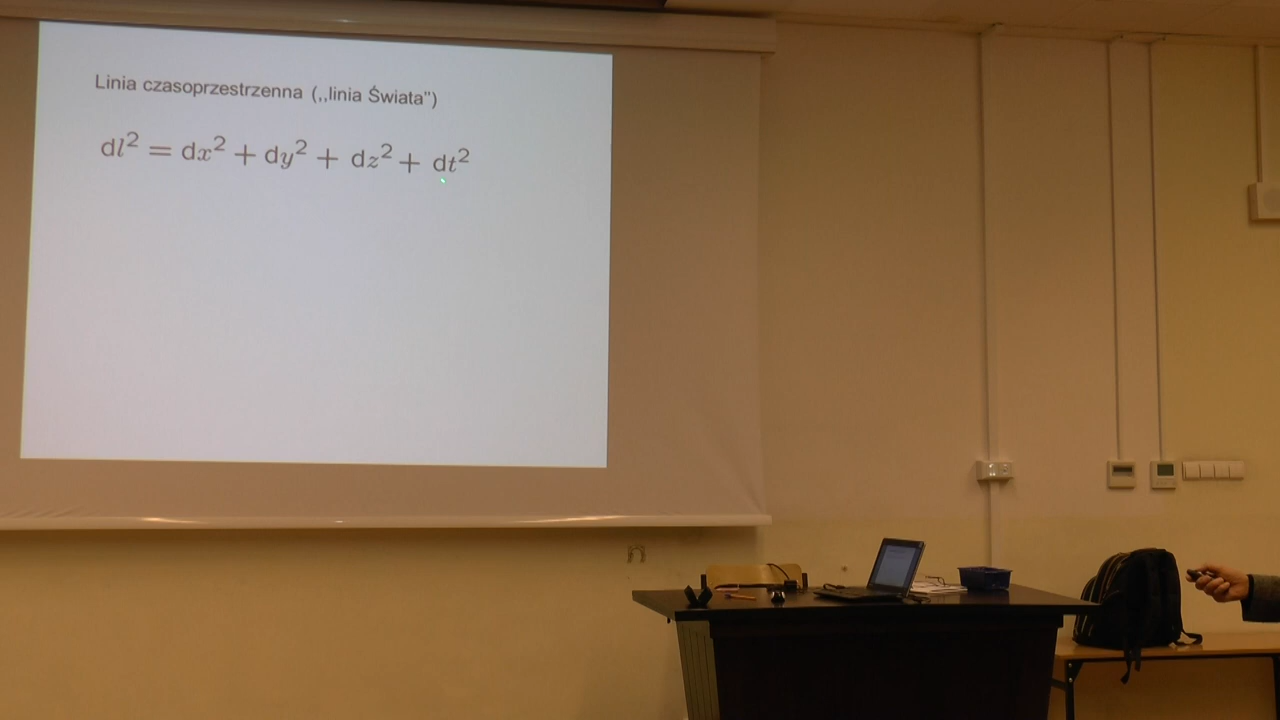 Linia czasoprzestrzenna (,,linia Świata")
dl² = dx² + dy² + dz² + dt²